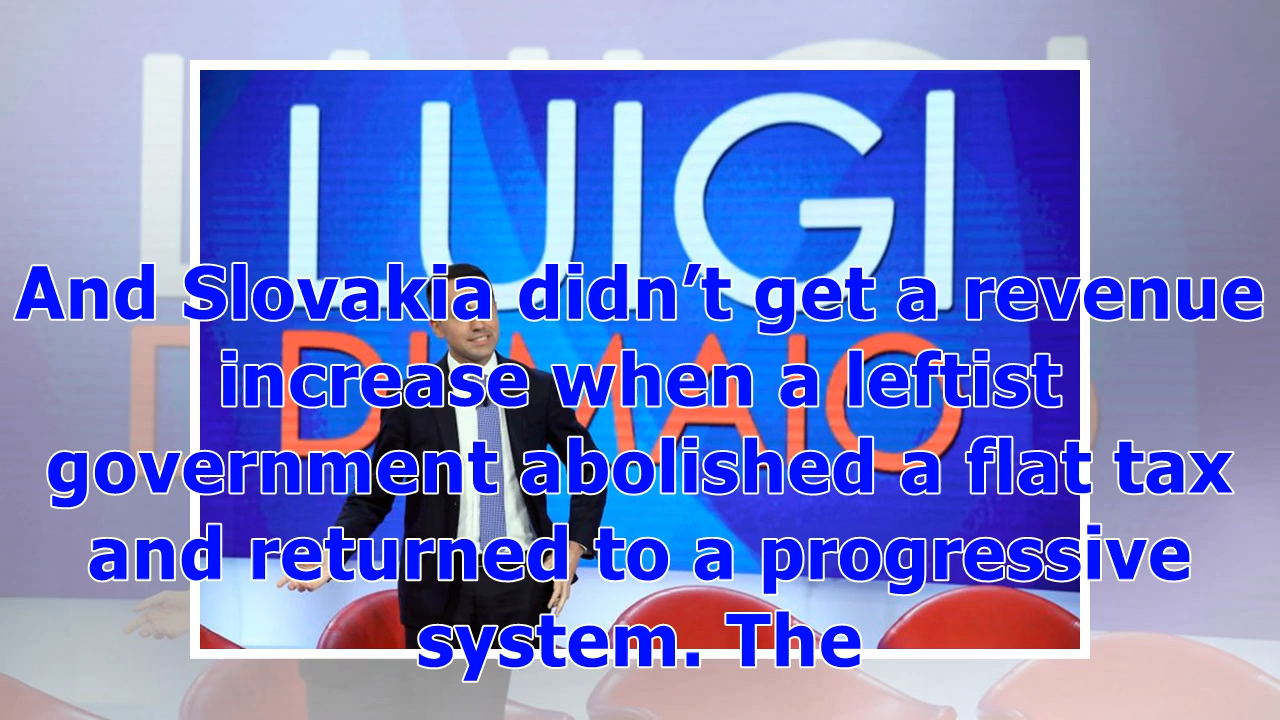 LUIGI
DI MAIO
And Slovakia didn’t get a revenue
increase when a leftist
government abolished a flat tax
and returned to a progressive
system. The